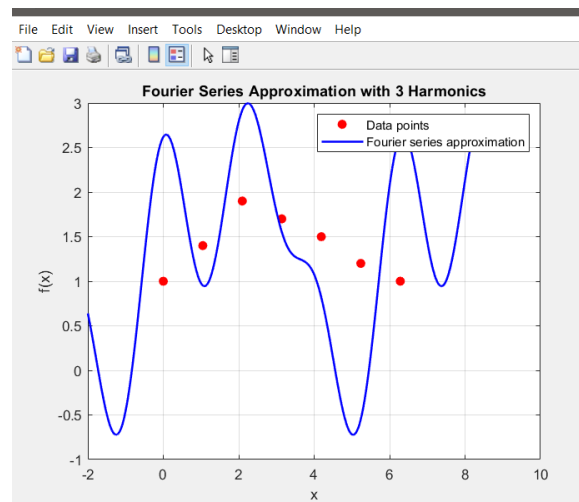 File Edit View Insert Tools Desktop Window Help
Fourier Series Approximation with 3 Harmonics
Data points
Fourier series approximation
3
2.5
2
1.5
1
0.5
0
-0.5
-1
f(x)
-2 0 2 4 6 8 10
x